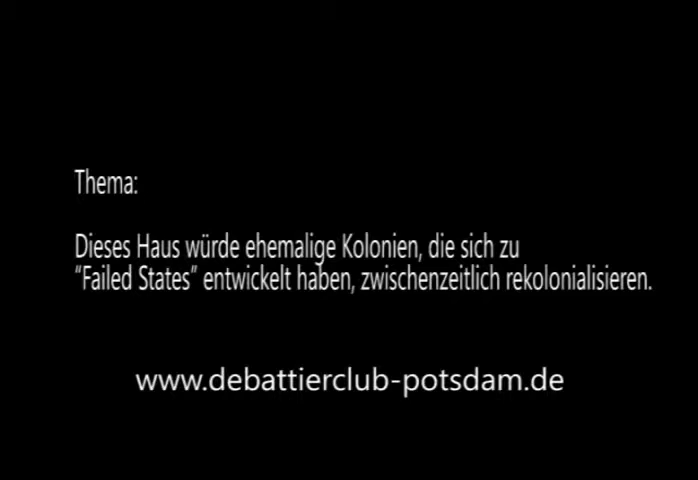 Thema:
Dieses Haus würde ehemalige Kolonien, die sich zu
“Failed States” entwickelt haben, zwischenzeitlich rekolonialisieren.
www.debattierclub-potsdam.de